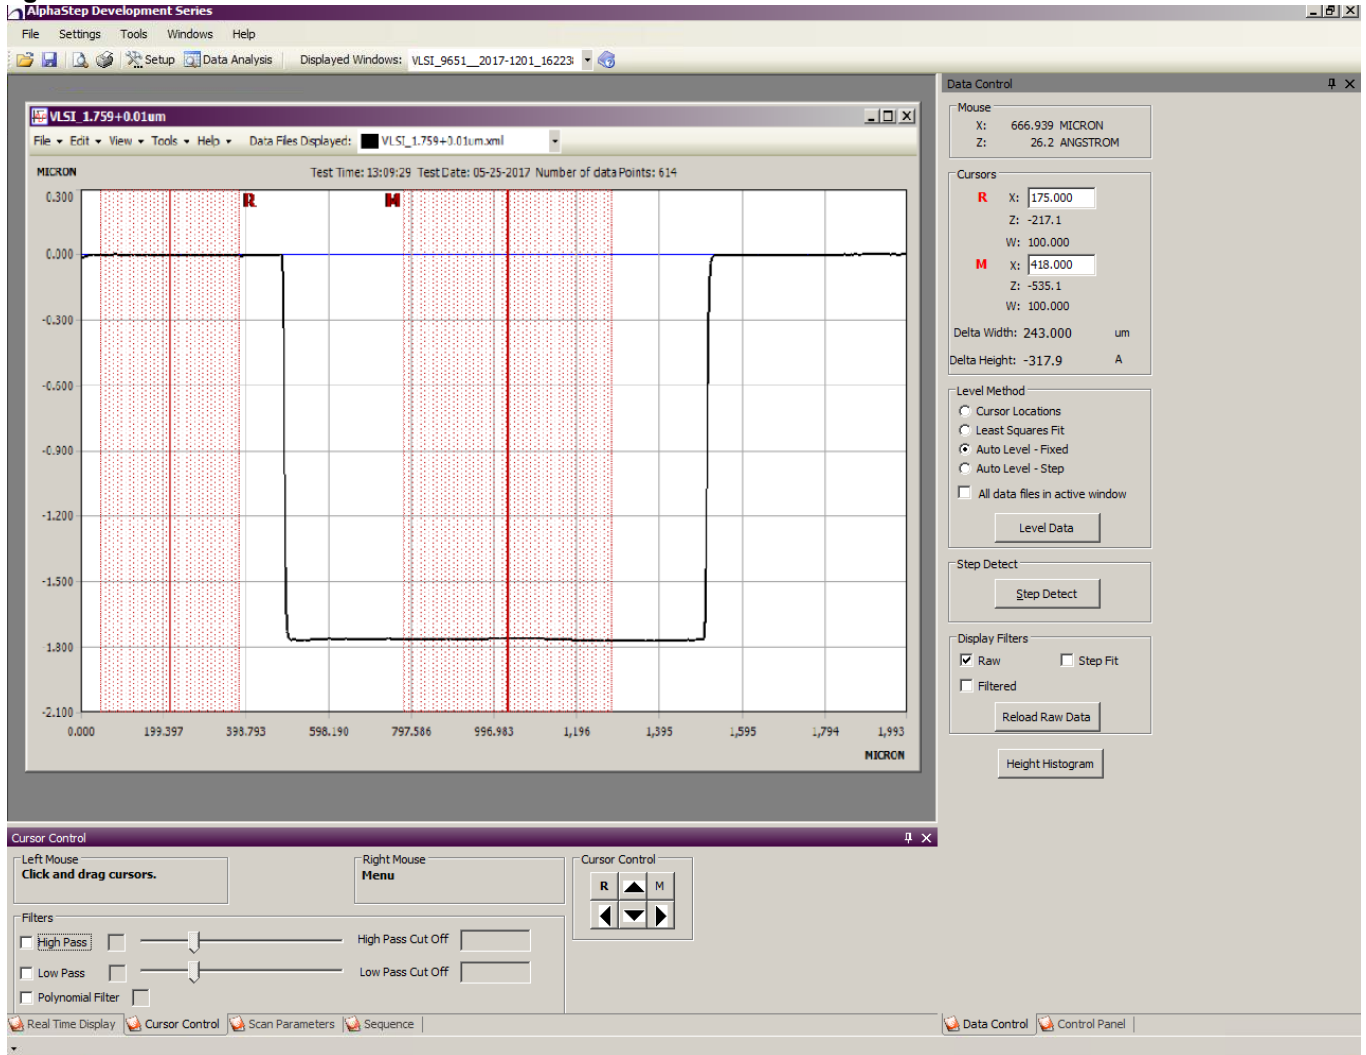 AlphaStep Development Series
File Settings Tools Windows Help
Setup Data Analysis Displayed Windows: VLSI_9651__2017-1201_16223
Data Control
VLSI_1.759+0.01um
File Edit View Tools Help Data Files Displayed: VLSI_1.759+0.01um.xml
MICRON Test Time: 13:09:29 Test Date: 05-25-2017 Number of data Points: 614
R M
0.300
0.000
-0.300
-0.600
-0.900
-1.200
-1.500
-1.800
-2.100
0.000 199.397 398.793 598.190 797.586 996.983 1,196 1,395 1,595 1,794 1,993
MICRON
Mouse
X: 666.939 MICRON
Z: 26.2 ANGSTROM
Cursors
R X: 175.000
Z: -217.1
W: 100.000
M X: 418.000
Z: -535.1
W: 100.000
Delta Width: 243.000 um
Delta Height: -317.9 A
Level Method
Cursor Locations
Least Squares Fit
Auto Level - Fixed
Auto Level - Step
All data files in active window
Level Data
Step Detect
Step Detect
Display Filters
Raw Step Fit
Filtered
Reload Raw Data
Height Histogram
Cursor Control
Left Mouse
Click and drag cursors.
Right Mouse
Menu
Cursor Control
R M
Filters
High Pass High Pass Cut Off
Low Pass Low Pass Cut Off
Polynomial Filter
Real Time Display Cursor Control Scan Parameters Sequence
Data Control Control Panel